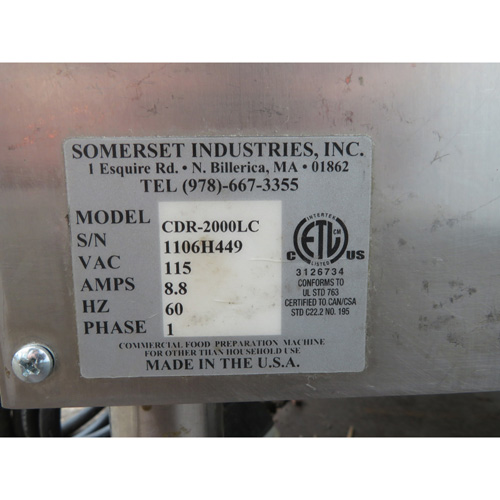 SOMERSET INDUSTRIES, INC.
1 Esquire Rd. • N. Billerica, MA • 01862
TEL (978)-667-3355
MODEL CDR-2000LC
S/N 1106H449
VAC 115
AMPS 8.8
HZ 60
PHASE 1
INTERTEK
ETL CM
C US
LISTED
3126734
CONFORMS TO
UL STD 763
CERTIFIED TO CAN/CSA
STD C22.2 NO. 195
COMMERCIAL FOOD PREPARATION MACHINE
FOR OTHER THAN HOUSEHOLD USE
MADE IN THE U.S.A.